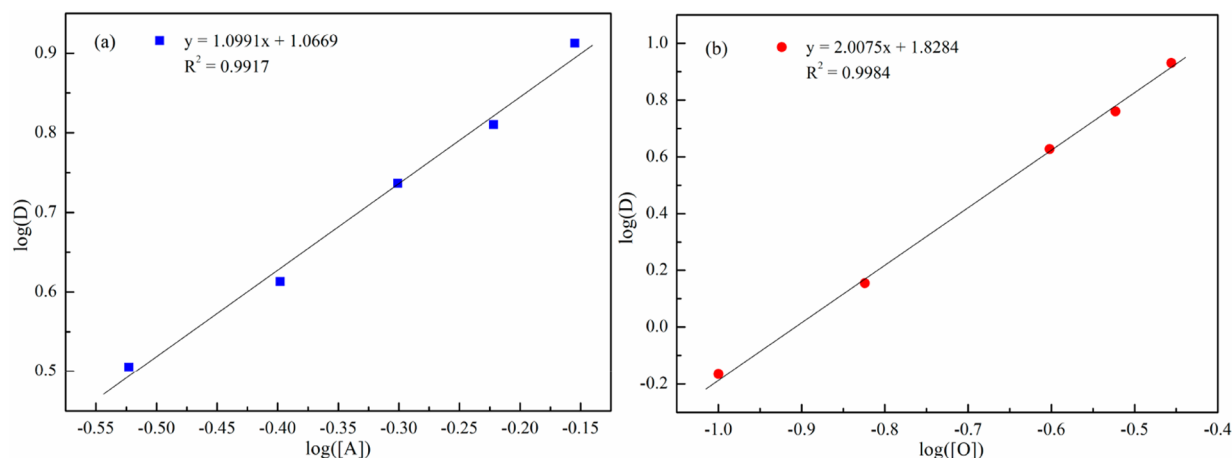 (a)
y = 1.0991x + 1.0669
R² = 0.9917
0.9
0.8
0.7
0.6
0.5
log(D)
-0.55 -0.50 -0.45 -0.40 -0.35 -0.30 -0.25 -0.20 -0.15
log([A])
(b)
y = 2.0075x + 1.8284
R² = 0.9984
1.0
0.8
0.6
0.4
0.2
0.0
-0.2
log(D)
-1.0 -0.9 -0.8 -0.7 -0.6 -0.5 -0.4
log([O])